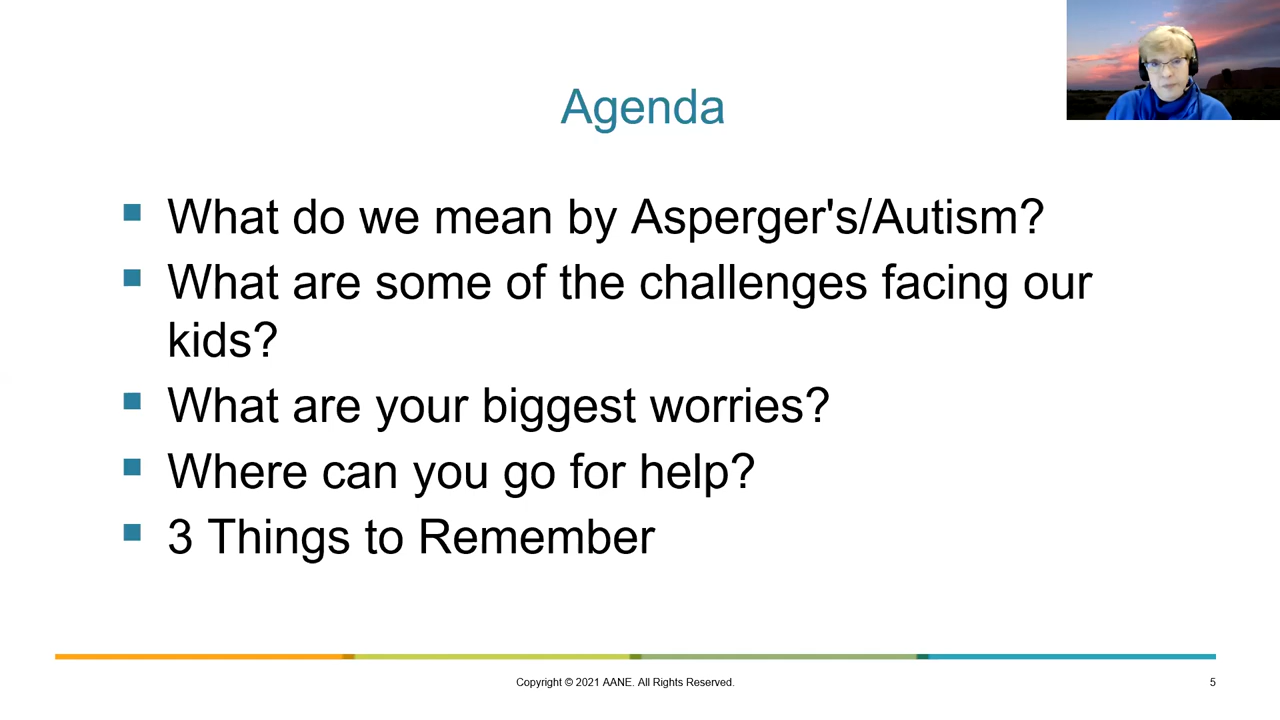 Agenda
What do we mean by Asperger's/Autism?
What are some of the challenges facing our
kids?
What are your biggest worries?
Where can you go for help?
3 Things to Remember
Copyright © 2021 AANE. All Rights Reserved.
5